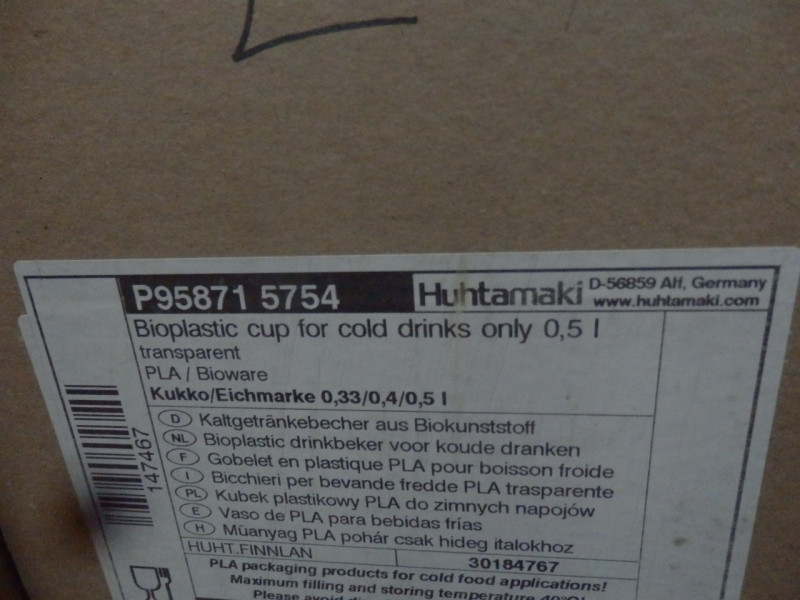 P95871 5754
Huhtamaki
D-56859 Alf, Germany
www.huhtamaki.com
Bioplastic cup for cold drinks only 0,5 l
transparent
PLA / Bioware
Kukko/Eichmarke 0,33/0,4/0,5 l
D Kaltgetränkebecher aus Biokunststoff
NL Bioplastic drinkbeker voor koude dranken
F Gobelet en plastique PLA pour boisson froide
I Bicchieri per bevande fredde PLA trasparente
PL Kubek plastikowy PLA do zimnych napojów
E Vaso de PLA para bebidas frías
H Müanyag PLA pohár csak hideg italokhoz
147467
HUHT.FINNLAN
30184767
PLA packaging products for cold food applications!
Maximum filling and storing temperature 40°C!
Please avoid